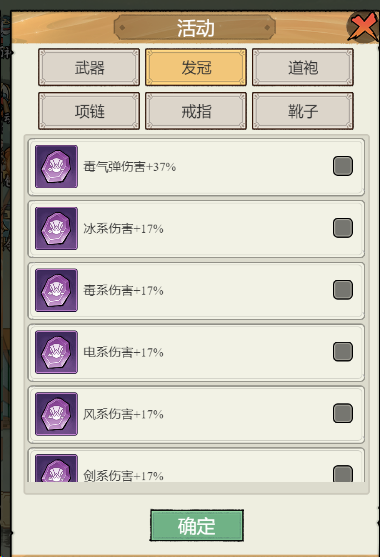 活动
武器 发冠 道袍
项链 戒指 靴子
毒气弹伤害+37%
冰系伤害+17%
毒系伤害+17%
电系伤害+17%
风系伤害+17%
剑系伤害+17%
确定